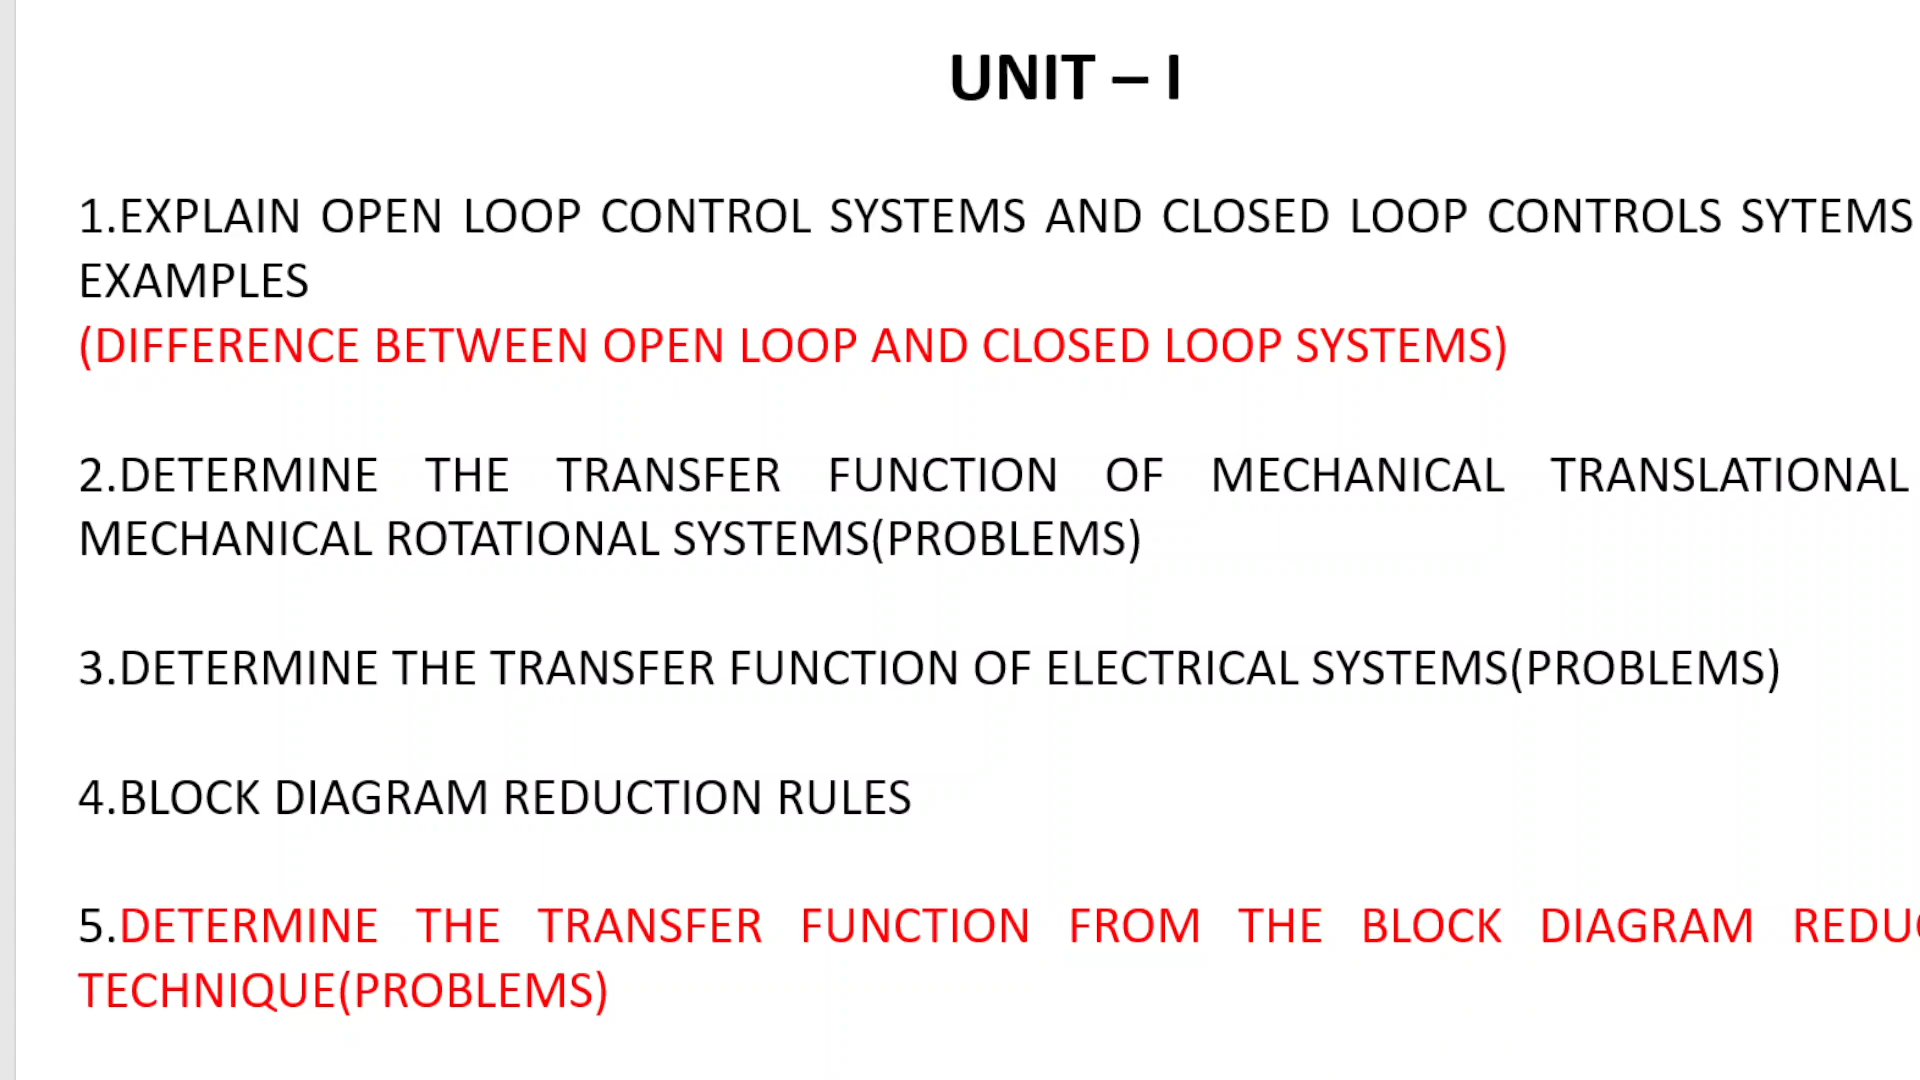 UNIT – I
1.EXPLAIN OPEN LOOP CONTROL SYSTEMS AND CLOSED LOOP CONTROLS SYTEMS
EXAMPLES
(DIFFERENCE BETWEEN OPEN LOOP AND CLOSED LOOP SYSTEMS)
2.DETERMINE THE TRANSFER FUNCTION OF MECHANICAL TRANSLATIONAL
MECHANICAL ROTATIONAL SYSTEMS(PROBLEMS)
3.DETERMINE THE TRANSFER FUNCTION OF ELECTRICAL SYSTEMS(PROBLEMS)
4.BLOCK DIAGRAM REDUCTION RULES
5.DETERMINE THE TRANSFER FUNCTION FROM THE BLOCK DIAGRAM
TECHNIQUE(PROBLEMS)